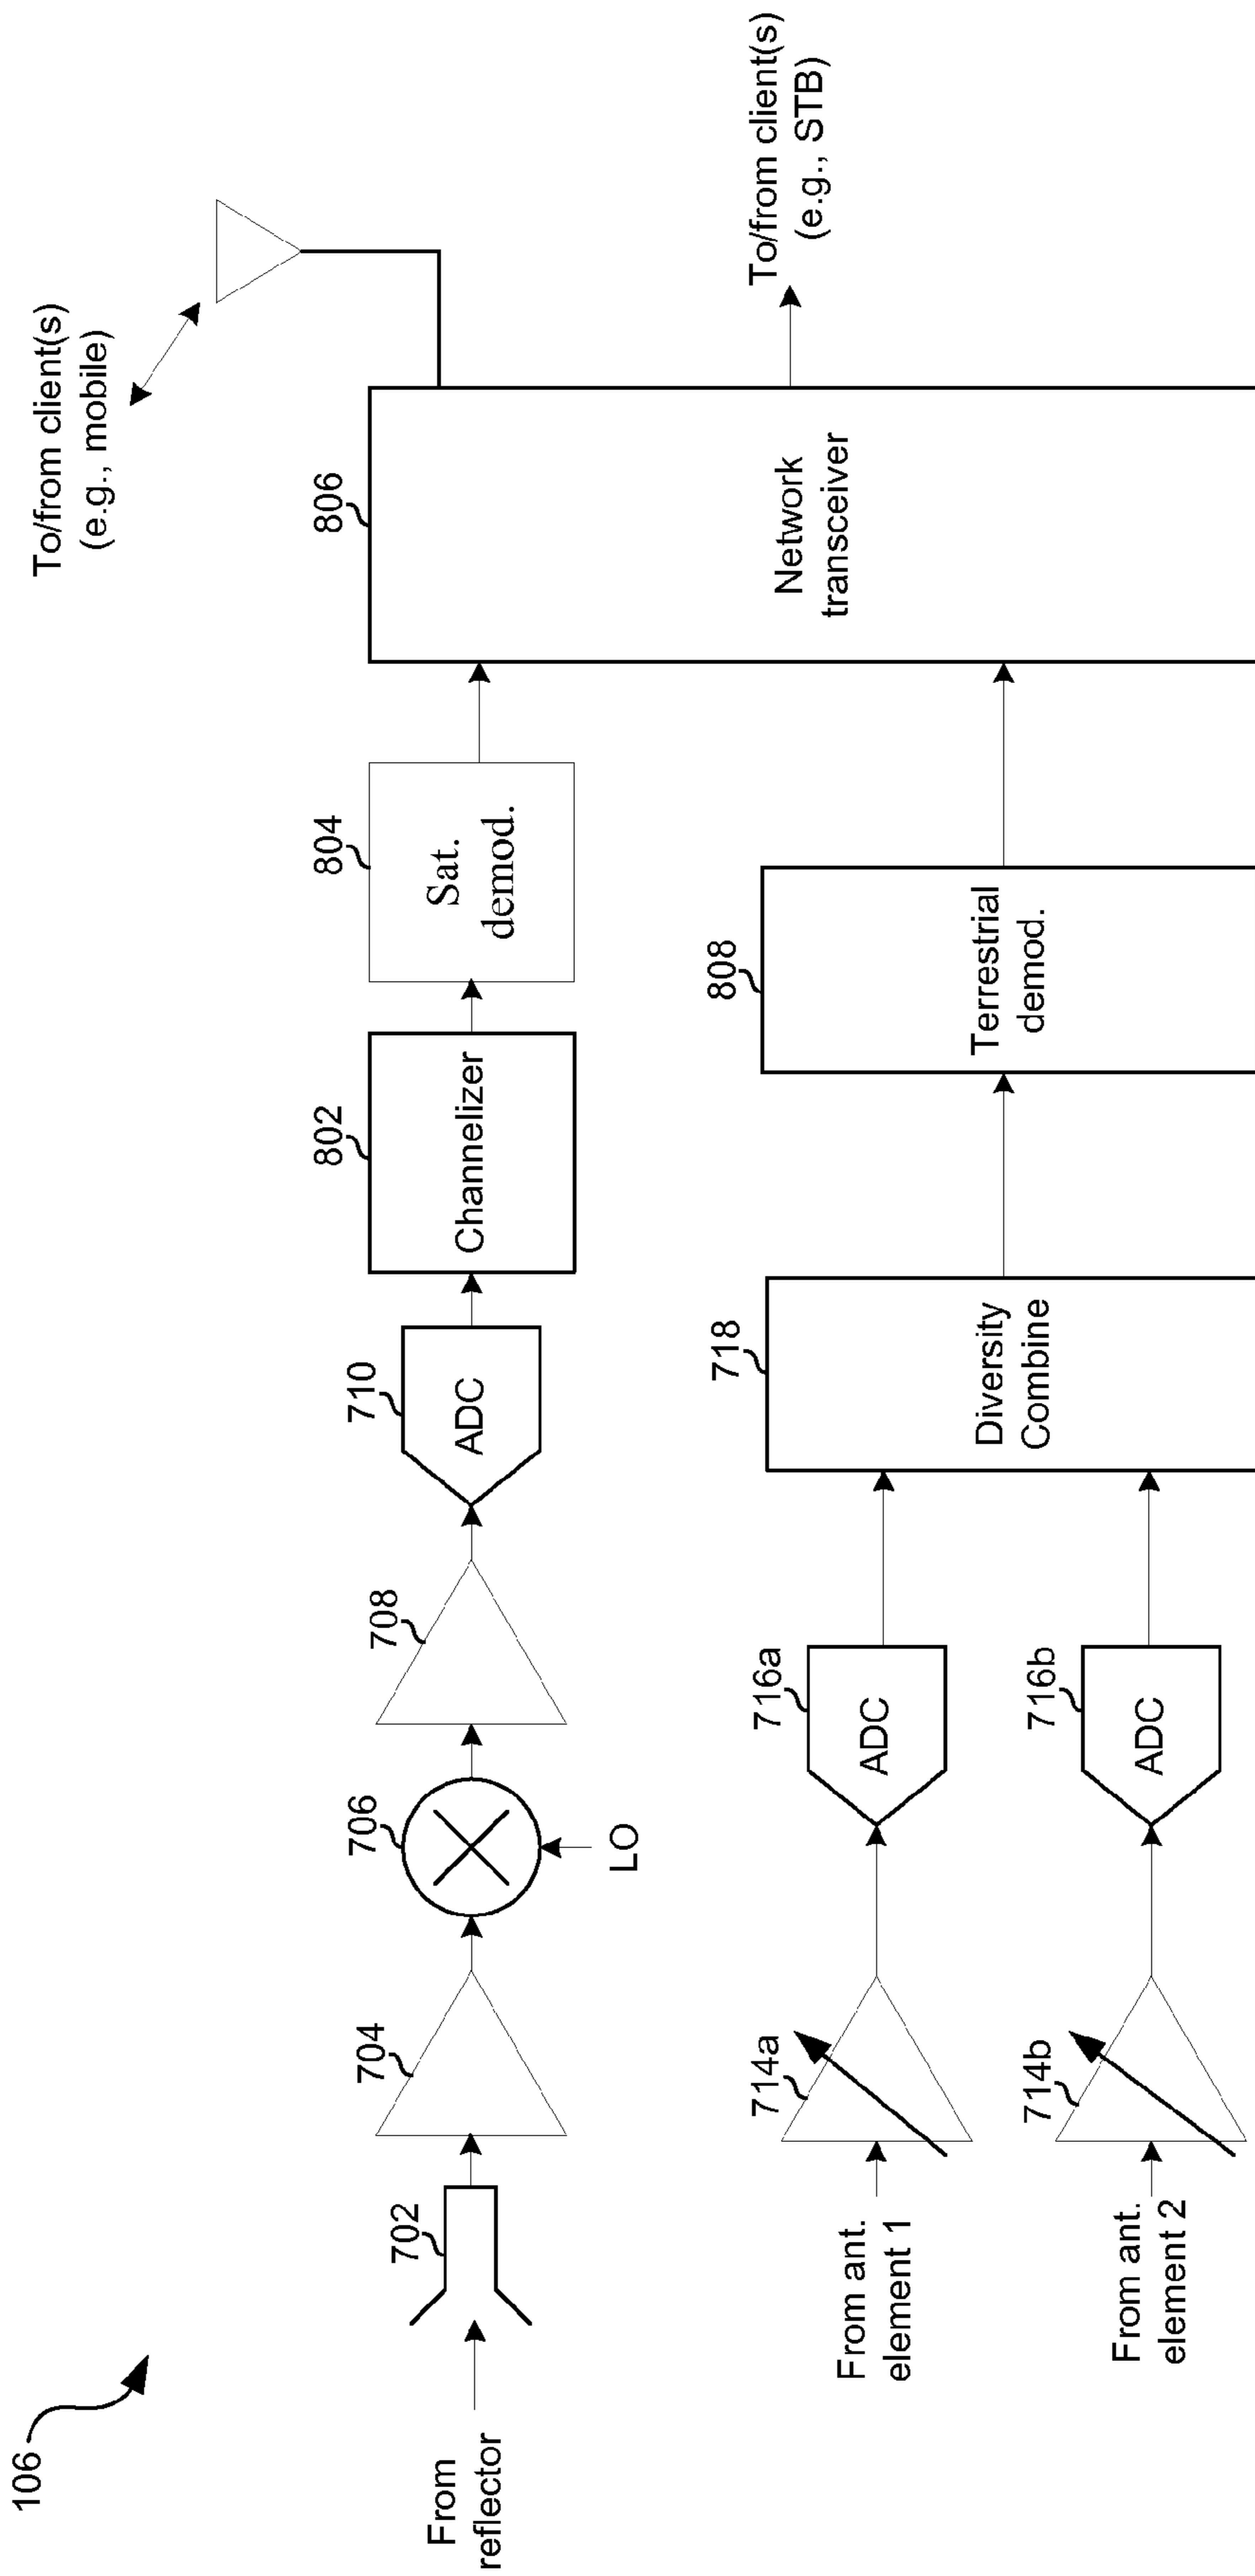 106
To/from client(s)
(e.g., mobile)
From
reflector
702
704
706
LO
708
710
ADC
802
Channelizer
804
Sat.
demod.
806
Network
transceiver
To/from client(s)
(e.g., STB)
From ant.
element 1
714a
716a
ADC
From ant.
element 2
714b
716b
ADC
718
Diversity
Combine
808
Terrestrial
demod.